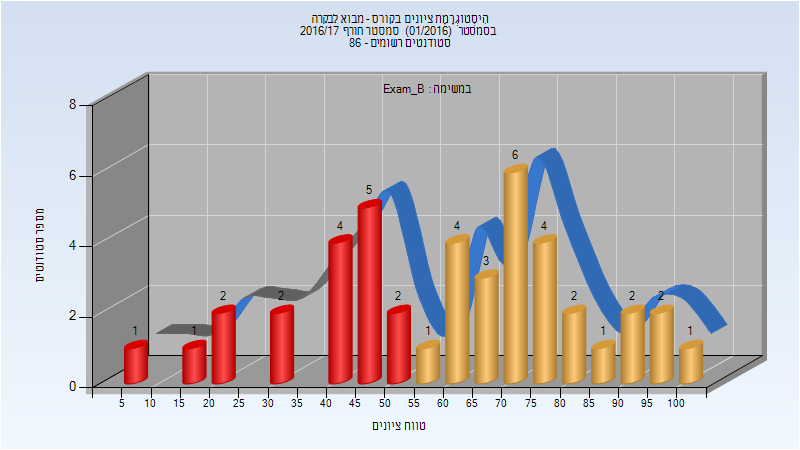 היסטוגרמת ציונים בקורס - מבוא לבקרה
בסמסטר (01/2016) סמסטר חורף 2016/17
סטודנטים רשומים - 86
במשימה : Exam_B
מספר סטודנטים
8
6
4
2
0
1 1 2 2 4 5 2 1 4 3 6 4 2 1 2 2 1
5 10 15 20 25 30 35 40 45 50 55 60 65 70 75 80 85 90 95 100
טווח ציונים